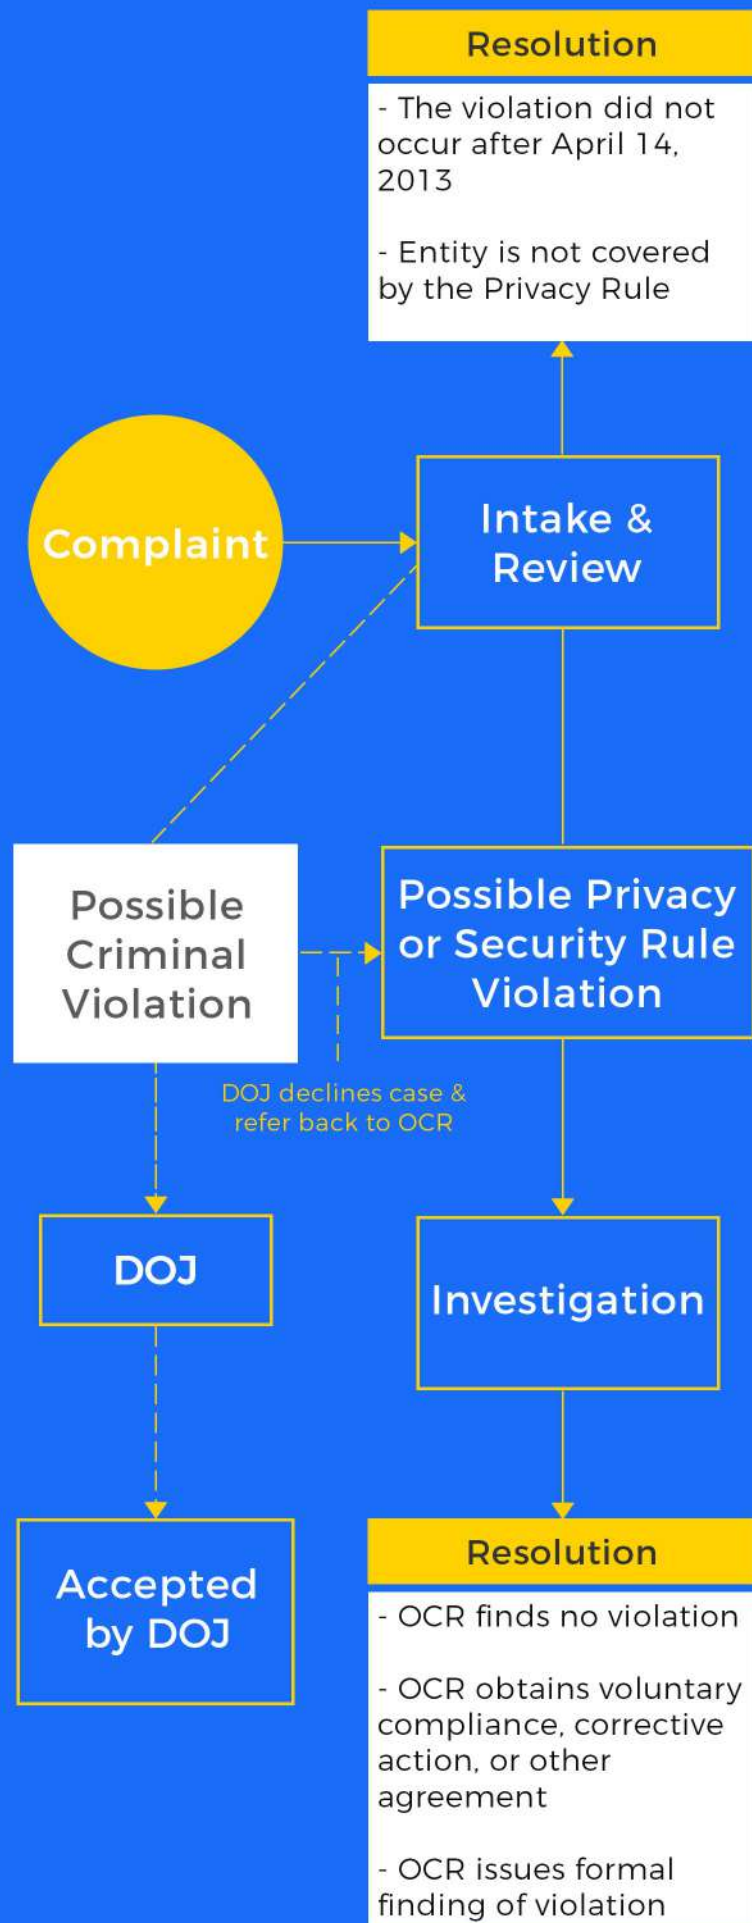 Resolution
- The violation did not
occur after April 14,
2013
- Entity is not covered
by the Privacy Rule
Complaint
Intake &
Review
Possible
Criminal
Violation
Possible Privacy
or Security Rule
Violation
DOJ declines case &
refer back to OCR
DOJ
Investigation
Accepted
by DOJ
Resolution
- OCR finds no violation
- OCR obtains voluntary
compliance, corrective
action, or other
agreement
- OCR issues formal
finding of violation